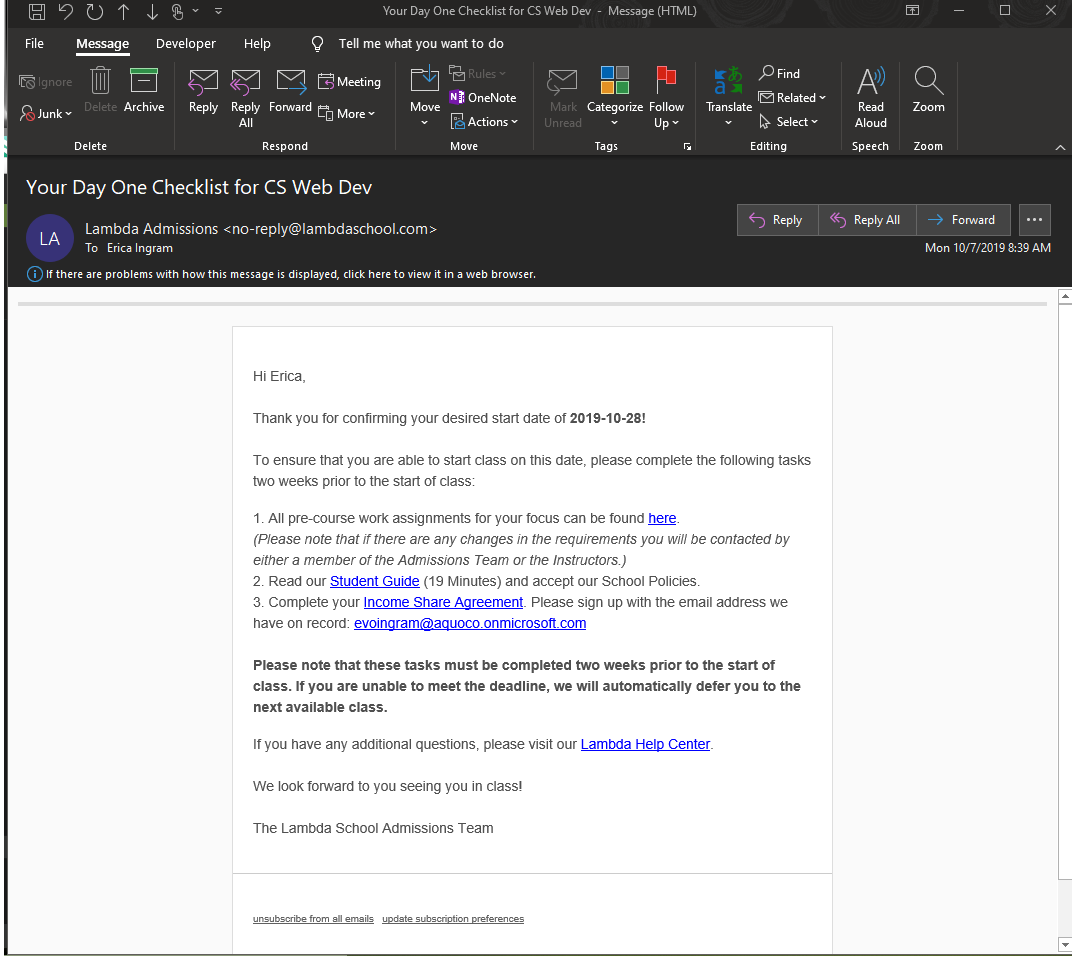 Your Day One Checklist for CS Web Dev - Message (HTML)
File Message Developer Help Tell me what you want to do
Ignore
Junk
Delete
Archive
Delete
Reply
Reply All
Forward
Meeting
More
Respond
Move
Rules
OneNote
Actions
Move
Mark Unread
Categorize
Follow Up
Tags
Translate
Find
Related
Select
Editing
Read Aloud
Speech
Zoom
Zoom
Your Day One Checklist for CS Web Dev
LA
Lambda Admissions <no-reply@lambdaschool.com>
To Erica Ingram
Reply Reply All Forward
Mon 10/7/2019 8:39 AM
If there are problems with how this message is displayed, click here to view it in a web browser.
Hi Erica,
Thank you for confirming your desired start date of 2019-10-28!
To ensure that you are able to start class on this date, please complete the following tasks
two weeks prior to the start of class:
1. All pre-course work assignments for your focus can be found here.
(Please note that if there are any changes in the requirements you will be contacted by
either a member of the Admissions Team or the Instructors.)
2. Read our Student Guide (19 Minutes) and accept our School Policies.
3. Complete your Income Share Agreement. Please sign up with the email address we
have on record: evoingram@aquoco.onmicrosoft.com
Please note that these tasks must be completed two weeks prior to the start of
class. If you are unable to meet the deadline, we will automatically defer you to the
next available class.
If you have any additional questions, please visit our Lambda Help Center.
We look forward to you seeing you in class!
The Lambda School Admissions Team
unsubscribe from all emails update subscription preferences